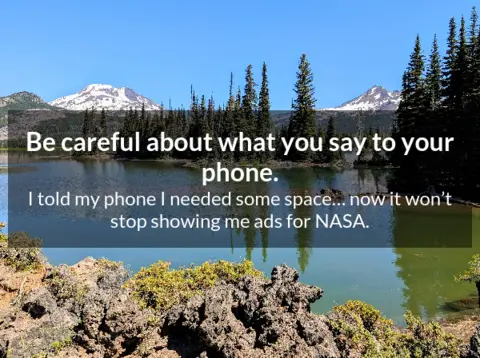 Be careful about what you say to your
phone.
I told my phone I needed some space... now it won't
stop showing me ads for NASA.